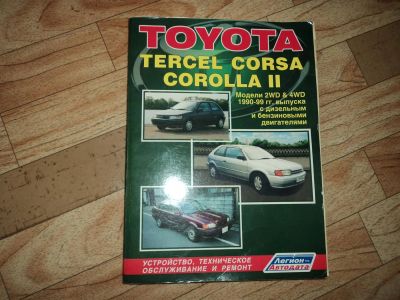 TOYOTA
TERCEL CORSA
COROLLA II
Модели 2WD & 4WD
1990-99 гг. выпуска
с дизельным
и бензиновыми
двигателями
УСТРОЙСТВО, ТЕХНИЧЕСКОЕ
ОБСЛУЖИВАНИЕ И РЕМОНТ
Легион-
Автодата